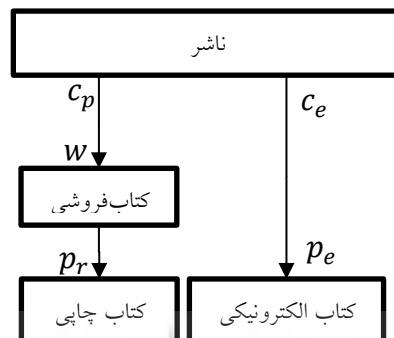 ناشر
c_p
c_e
w
کتاب‌فروشی
p_r
p_e
کتاب چاپی
کتاب الکترونیکی